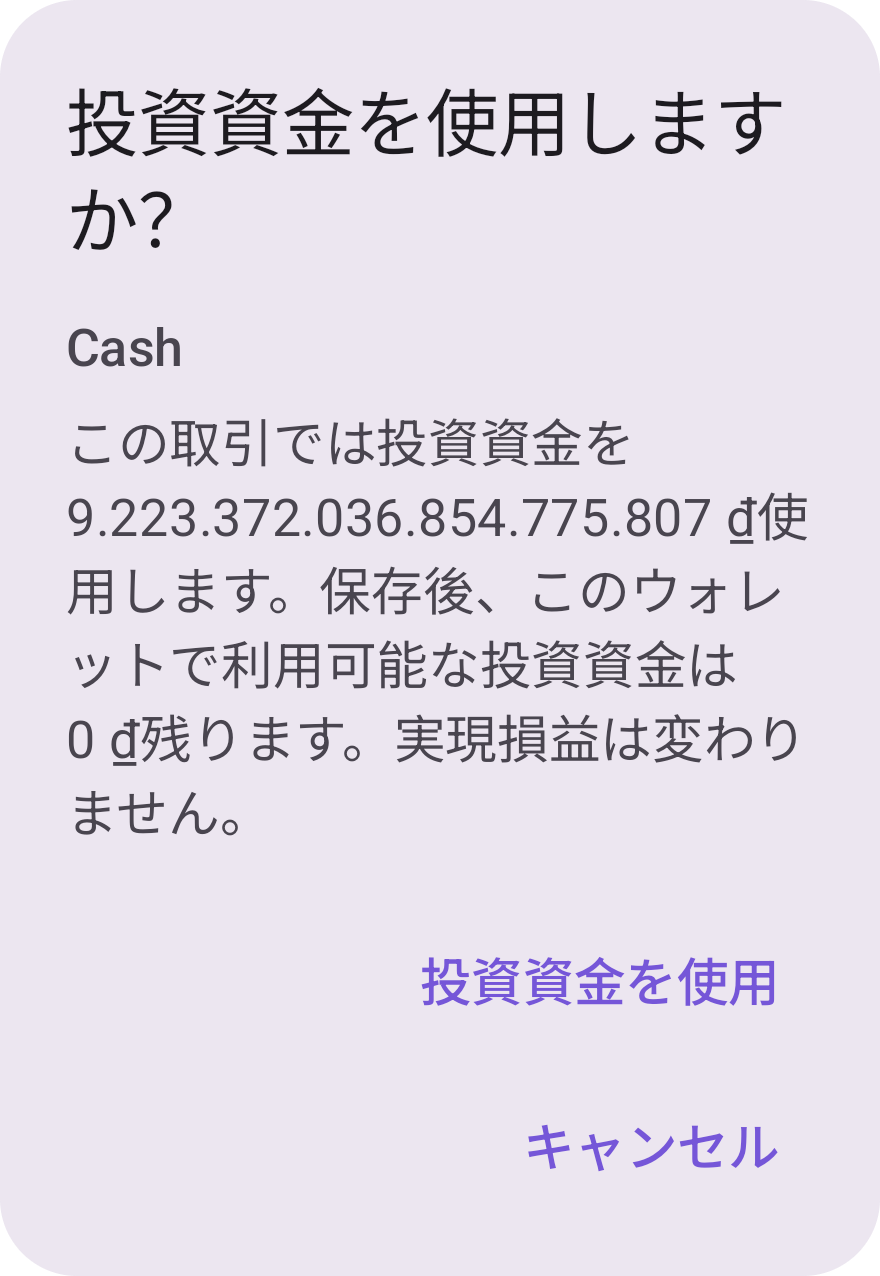 投資資金を使用します
か?
Cash
この取引では投資資金を
9.223.372.036.854.775.807 ₫使
用します。保存後、このウォレ
ットで利用可能な投資資金は
0 ₫残ります。実現損益は変わり
ません。
投資資金を使用
キャンセル